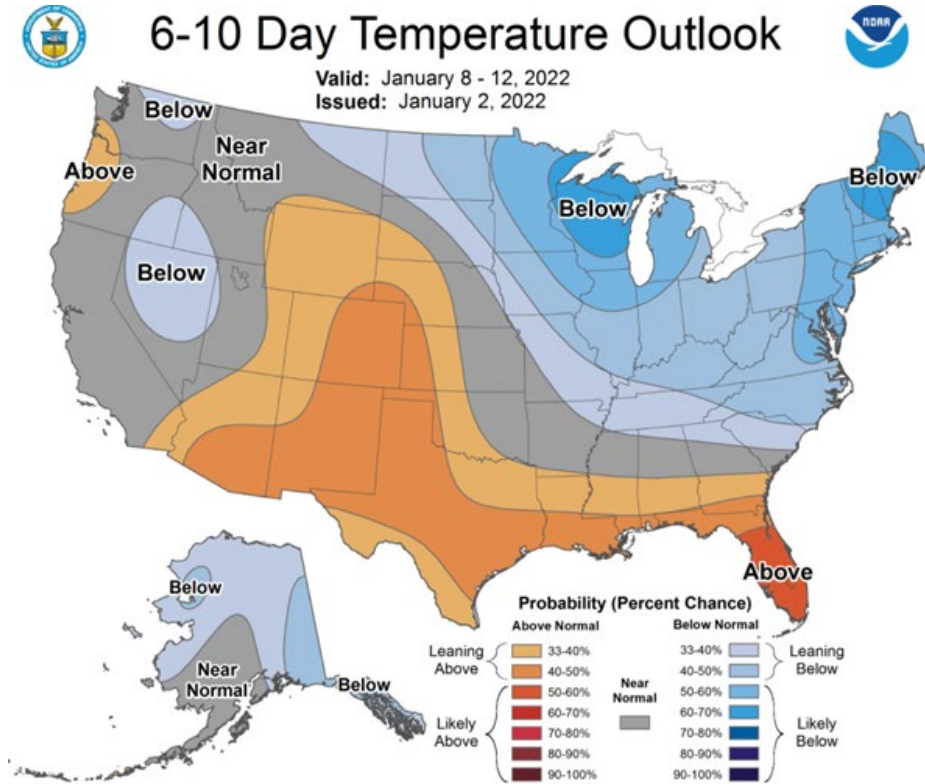 6-10 Day Temperature Outlook
NOAA
Valid: January 8 - 12, 2022
Issued: January 2, 2022
Below
Near
Normal
Above
Below
Below
Below
Above
Below
Near
Normal
Below
Probability (Percent Chance)
Above Normal
Below Normal
Leaning
Above
33-40%
40-50%
Likely
Above
50-60%
60-70%
70-80%
80-90%
90-100%
Near
Normal
33-40%
40-50%
Leaning
Below
50-60%
60-70%
70-80%
80-90%
90-100%
Likely
Below